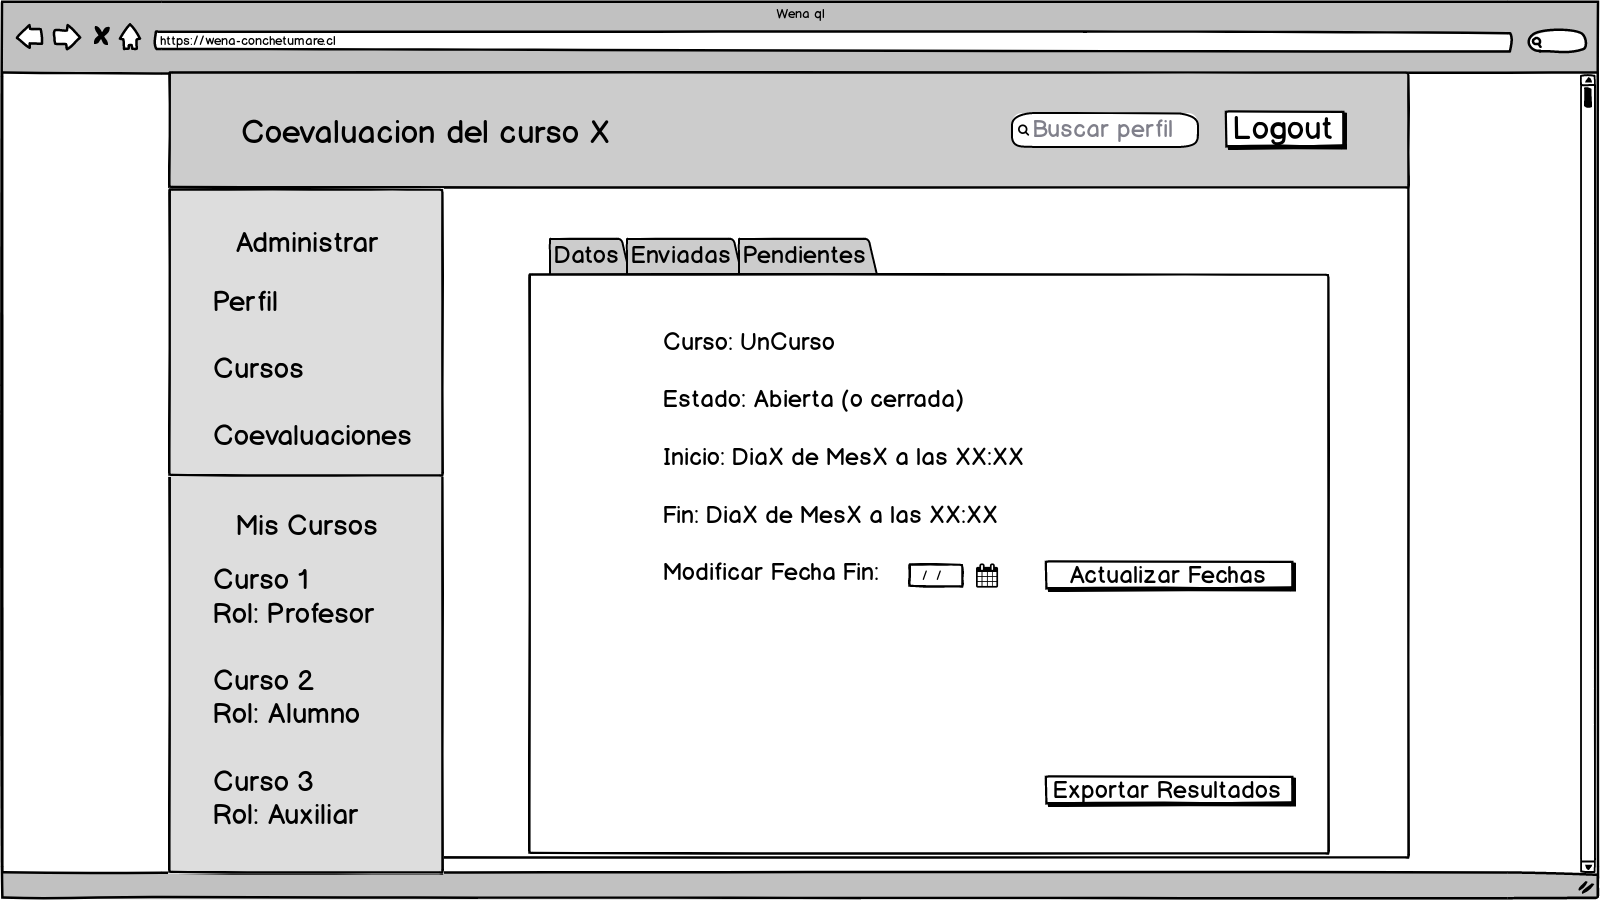 Wena ql
https://wena-conchetumare.cl
Coevaluacion del curso X
Buscar perfil
Logout
Administrar
Perfil
Cursos
Coevaluaciones
Mis Cursos
Curso 1
Rol: Profesor
Curso 2
Rol: Alumno
Curso 3
Rol: Auxiliar
Datos Enviadas Pendientes
Curso: UnCurso
Estado: Abierta (o cerrada)
Inicio: DiaX de MesX a las XX:XX
Fin: DiaX de MesX a las XX:XX
Modificar Fecha Fin: / / Actualizar Fechas
Exportar Resultados